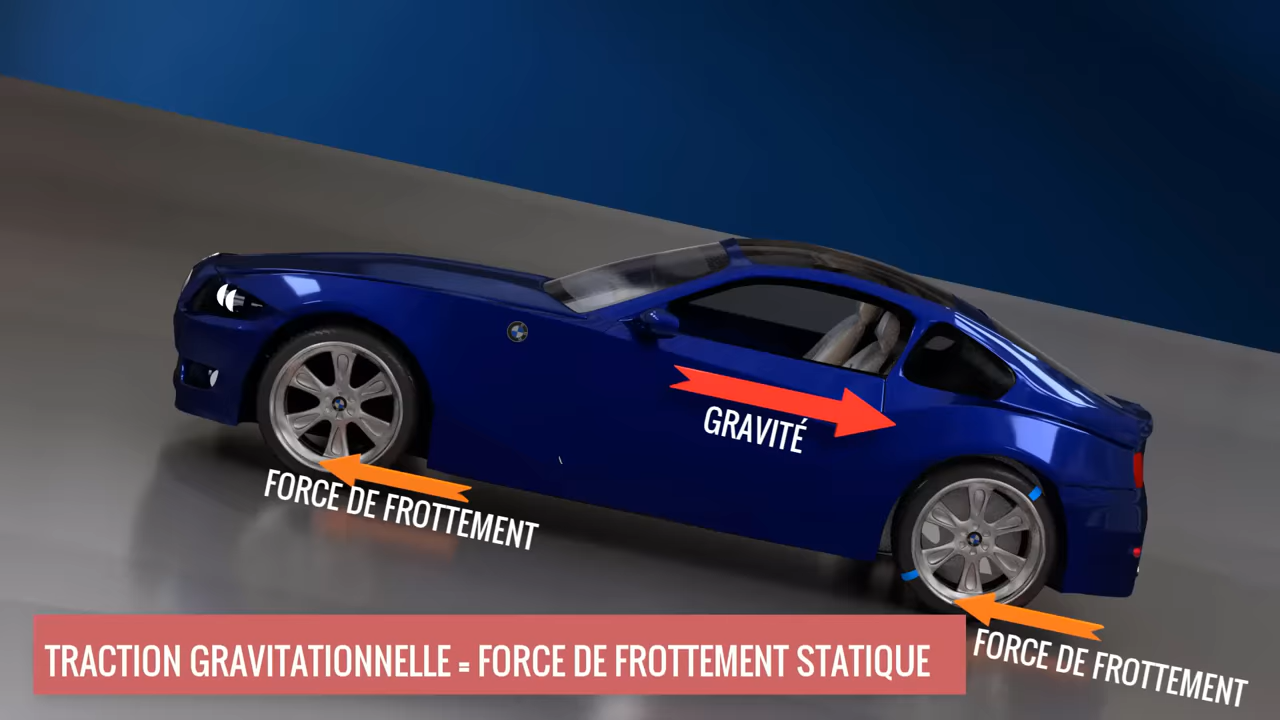 GRAVITÉ
FORCE DE FROTTEMENT
FORCE DE FROTTEMENT
TRACTION GRAVITATIONNELLE = FORCE DE FROTTEMENT STATIQUE